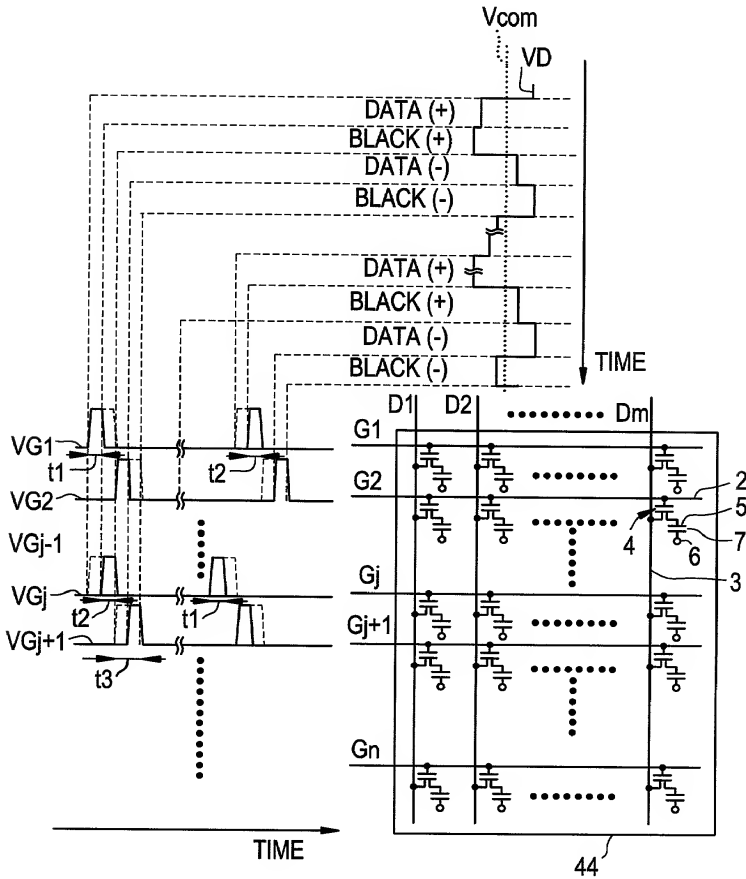 Vcom
VD
DATA (+)
BLACK (+)
DATA (-)
BLACK (-)
DATA (+)
BLACK (+)
DATA (-)
BLACK (-)
TIME
D1 D2 Dm
VG1 G1
t1 t2
VG2 G2 2
5
4 7
6
VGj-1
3
VGj Gj
t2 t1
VGj+1 Gj+1
t3
Gn
TIME
44